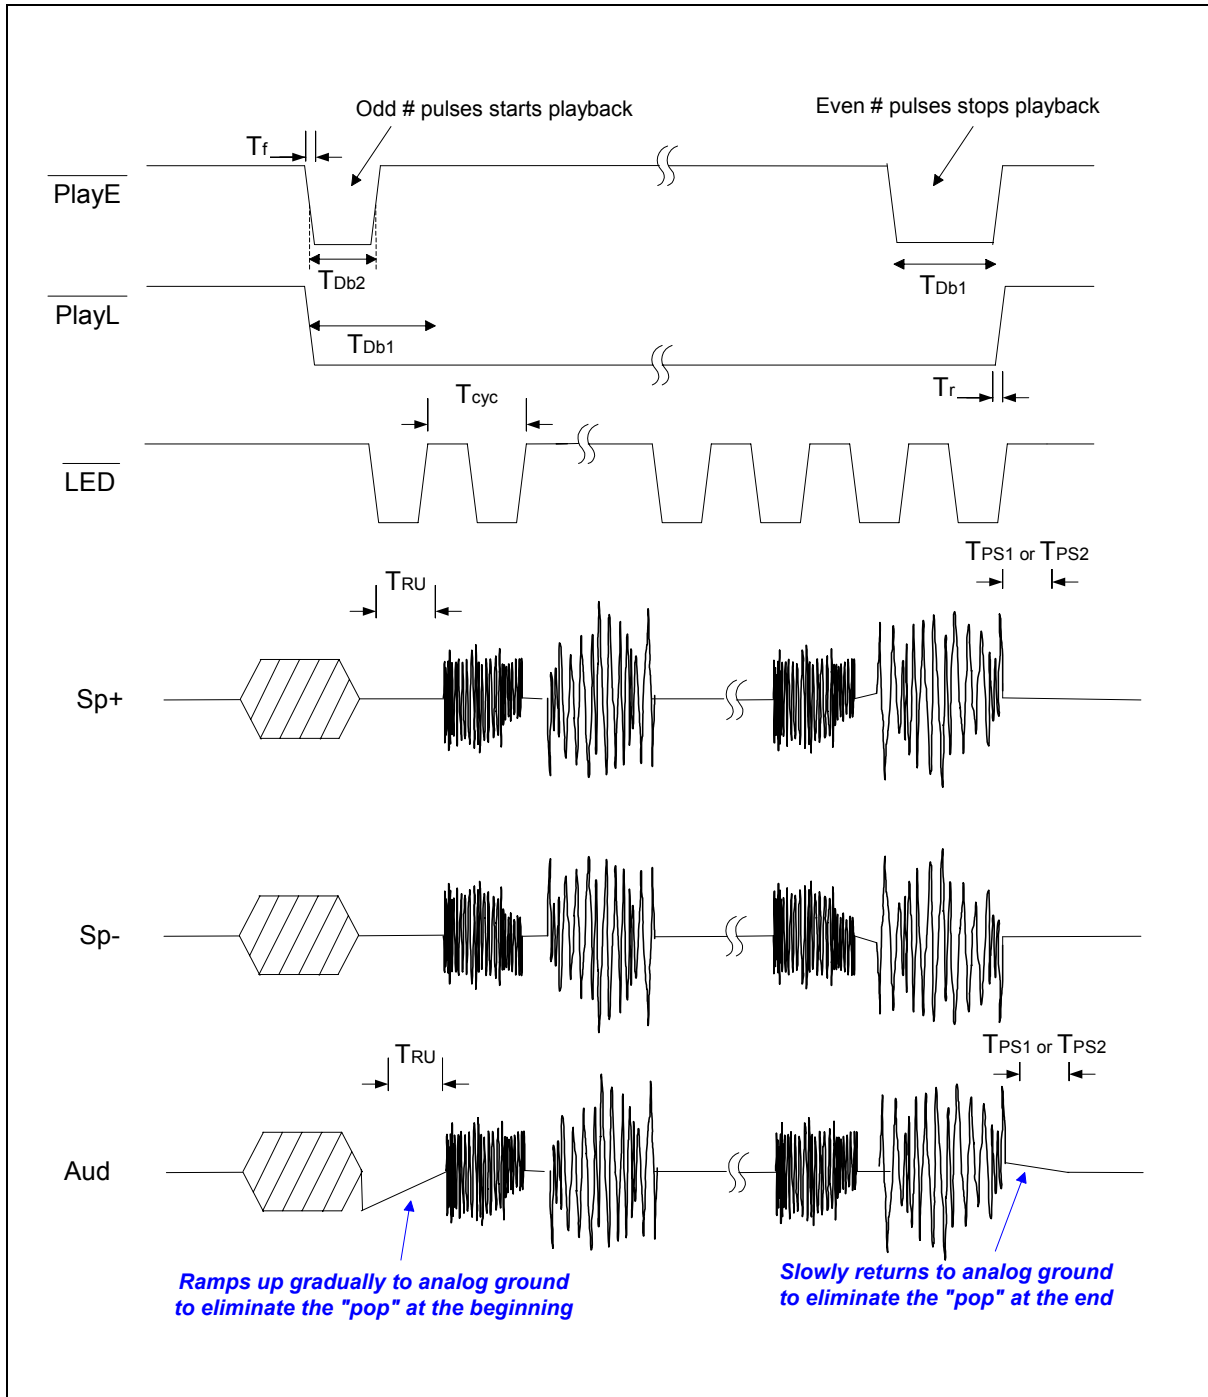 Odd # pulses starts playback
Even # pulses stops playback
Tf
PlayE
TDb2
TDb1
PlayL
TDb1
Tr
Tcyc
LED
TPS1 or TPS2
TRU
Sp+
Sp-
TRU
TPS1 or TPS2
Aud
Ramps up gradually to analog ground
to eliminate the "pop" at the beginning
Slowly returns to analog ground
to eliminate the "pop" at the end